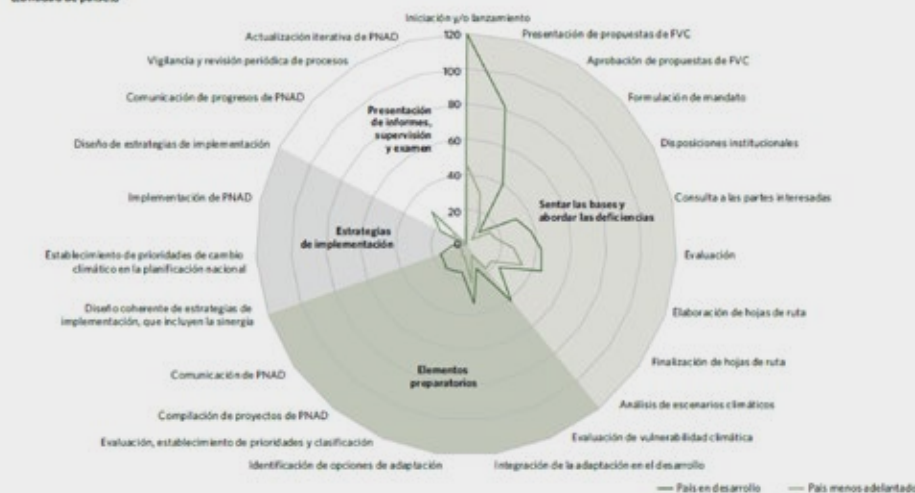 Iniciación y/o lanzamiento
Presentación de propuestas de FVC
Aprobación de propuestas de FVC
Formulación de mandato
Disposiciones institucionales
Consulta a las partes interesadas
Evaluación
Elaboración de hojas de ruta
Finalización de hojas de ruta
Análisis de escenarios climáticos
Evaluación de vulnerabilidad climática
Integración de la adaptación en el desarrollo
Identificación de opciones de adaptación
Evaluación, establecimiento de prioridades y clasificación
Compilación de proyectos de PNAD
Comunicación de PNAD
Diseño coherente de estrategias de
implementación, que incluyen la sinergia
Establecimiento de prioridades de cambio
climático en la planificación nacional
Implementación de PNAD
Diseño de estrategias de implementación
Comunicación de progresos de PNAD
Vigilancia y revisión periódica de procesos
Actualización iterativa de PNAD
120
100
80
60
40
20
0
Presentación
de informes,
supervisión
y examen
Sentar las bases y
abordar las deficiencias
Estrategias
de implementación
Elementos
preparatorios
País en desarrollo
País menos adelantado